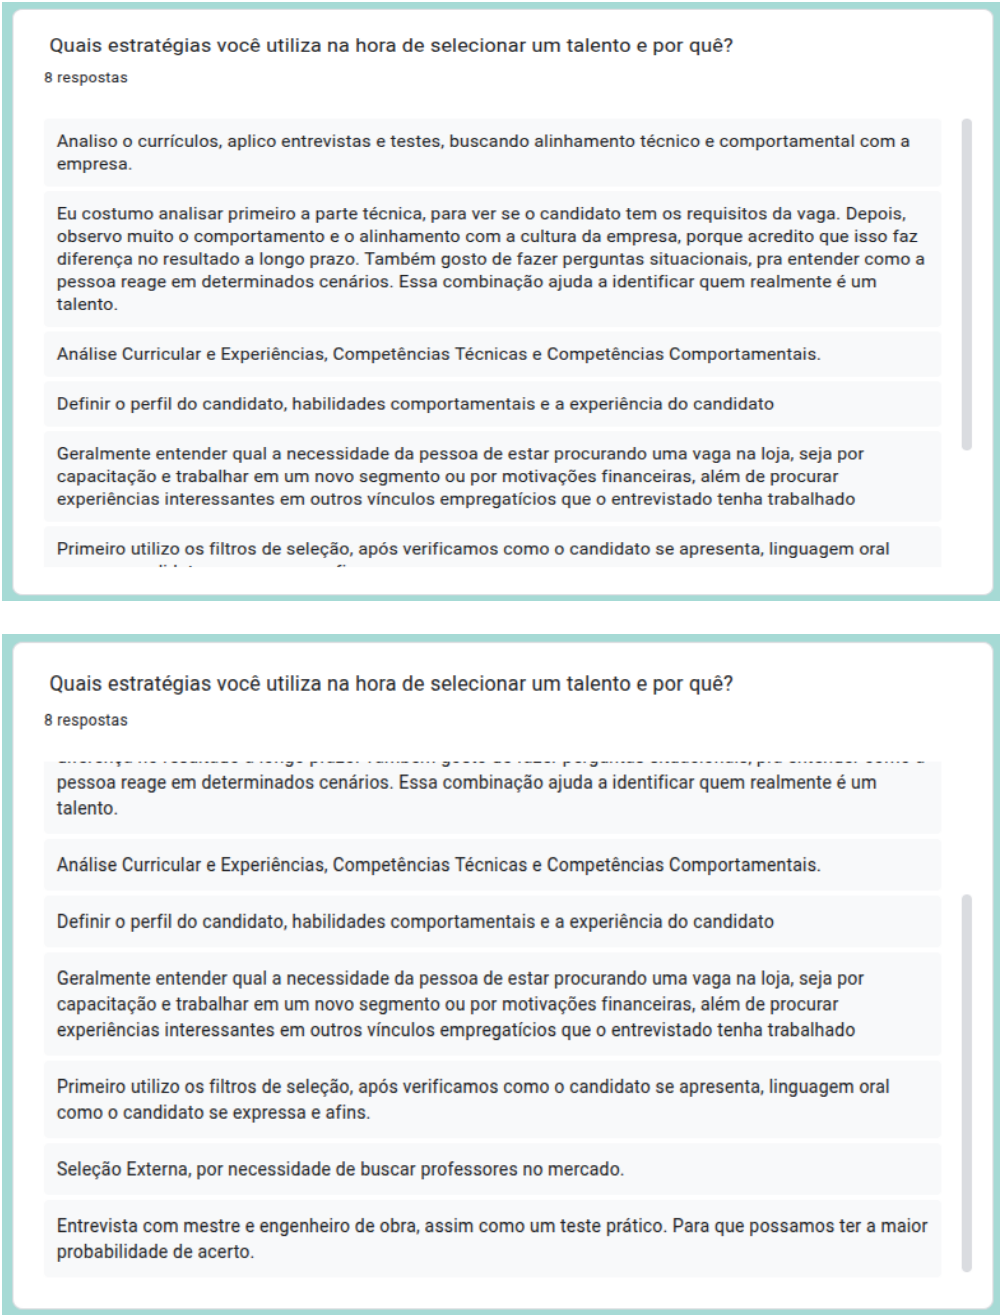 Quais estratégias você utiliza na hora de selecionar um talento e por quê?
8 respostas
Analiso o currículos, aplico entrevistas e testes, buscando alinhamento técnico e comportamental com a
empresa.
Eu costumo analisar primeiro a parte técnica, para ver se o candidato tem os requisitos da vaga. Depois,
observo muito o comportamento e o alinhamento com a cultura da empresa, porque acredito que isso faz
diferença no resultado a longo prazo. Também gosto de fazer perguntas situacionais, pra entender como a
pessoa reage em determinados cenários. Essa combinação ajuda a identificar quem realmente é um
talento.
Análise Curricular e Experiências, Competências Técnicas e Competências Comportamentais.
Definir o perfil do candidato, habilidades comportamentais e a experiência do candidato
Geralmente entender qual a necessidade da pessoa de estar procurando uma vaga na loja, seja por
capacitação e trabalhar em um novo segmento ou por motivações financeiras, além de procurar
experiências interessantes em outros vínculos empregatícios que o entrevistado tenha trabalhado
Primeiro utilizo os filtros de seleção, após verificamos como o candidato se apresenta, linguagem oral
Quais estratégias você utiliza na hora de selecionar um talento e por quê?
8 respostas
pessoa reage em determinados cenários. Essa combinação ajuda a identificar quem realmente é um
talento.
Análise Curricular e Experiências, Competências Técnicas e Competências Comportamentais.
Definir o perfil do candidato, habilidades comportamentais e a experiência do candidato
Geralmente entender qual a necessidade da pessoa de estar procurando uma vaga na loja, seja por
capacitação e trabalhar em um novo segmento ou por motivações financeiras, além de procurar
experiências interessantes em outros vínculos empregatícios que o entrevistado tenha trabalhado
Primeiro utilizo os filtros de seleção, após verificamos como o candidato se apresenta, linguagem oral
como o candidato se expressa e afins.
Seleção Externa, por necessidade de buscar professores no mercado.
Entrevista com mestre e engenheiro de obra, assim como um teste prático. Para que possamos ter a maior
probabilidade de acerto.